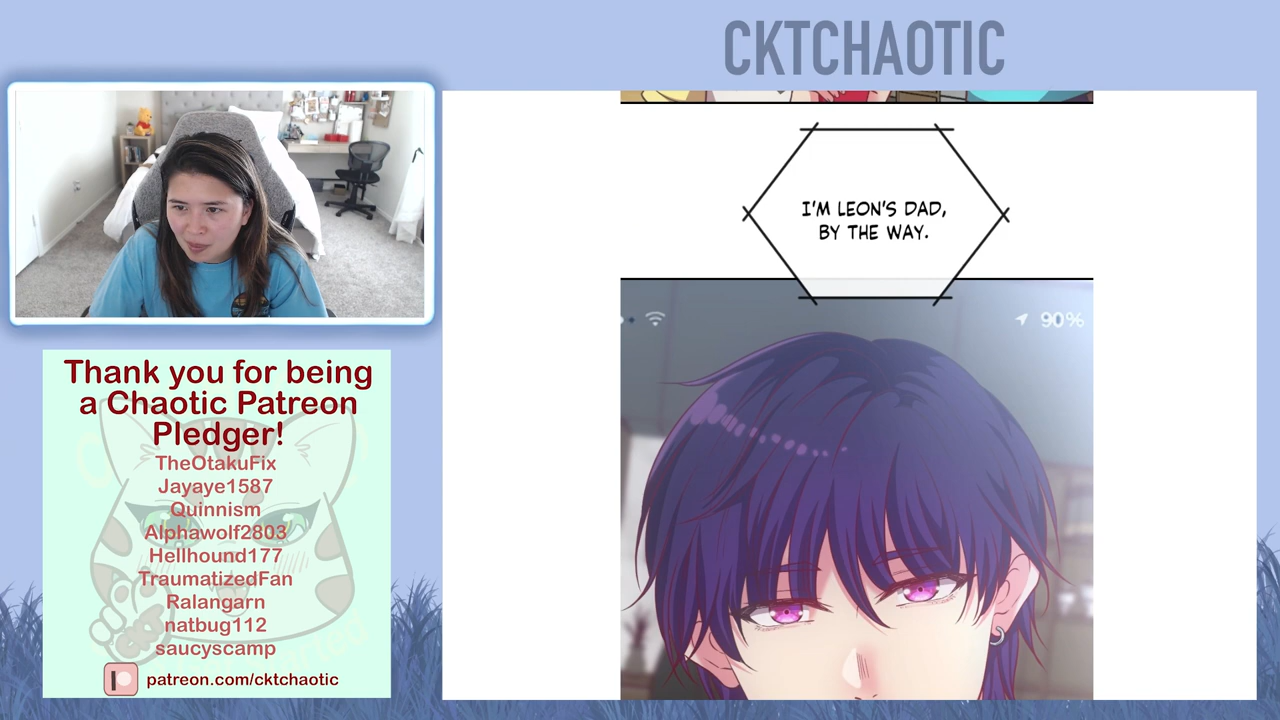 CKTCHAOTIC
I'M LEON'S DAD,
BY THE WAY.
90%
Thank you for being
a Chaotic Patreon
Pledger!
TheOtakuFix
Jayaye1587
Quinnism
Alphawolf2803
Hellhound177
TraumatizedFan
Ralangarn
natbug112
saucyscamp
patreon.com/cktchaotic